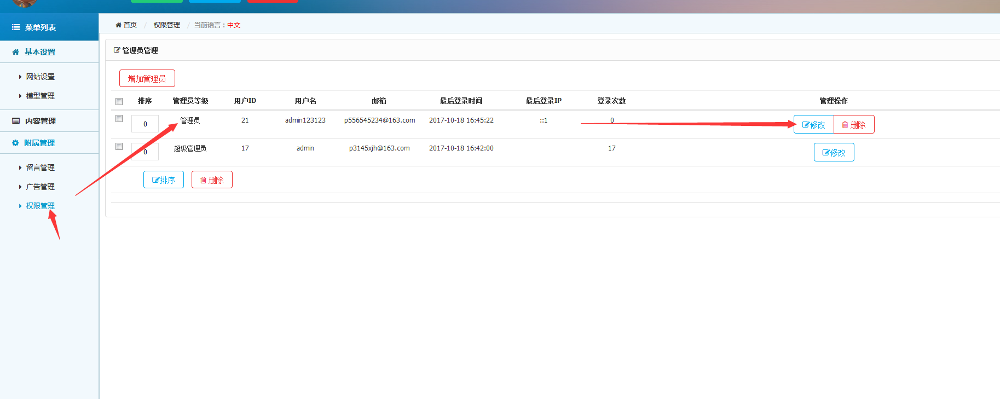 菜单列表
首页 / 权限管理 / 当前语言：中文
基本设置
网站设置
模型管理
内容管理
附属管理
留言管理
广告管理
权限管理
管理员管理
增加管理员
排序 管理员等级 用户ID 用户名 邮箱 最后登录时间 最后登录IP 登录次数 管理操作
0 管理员 21 admin123123 p556545234@163.com 2017-10-18 16:45:22 ::1 0 修改 删除
0 超级管理员 17 admin p3145xjh@163.com 2017-10-18 16:42:00 17 修改
排序 删除